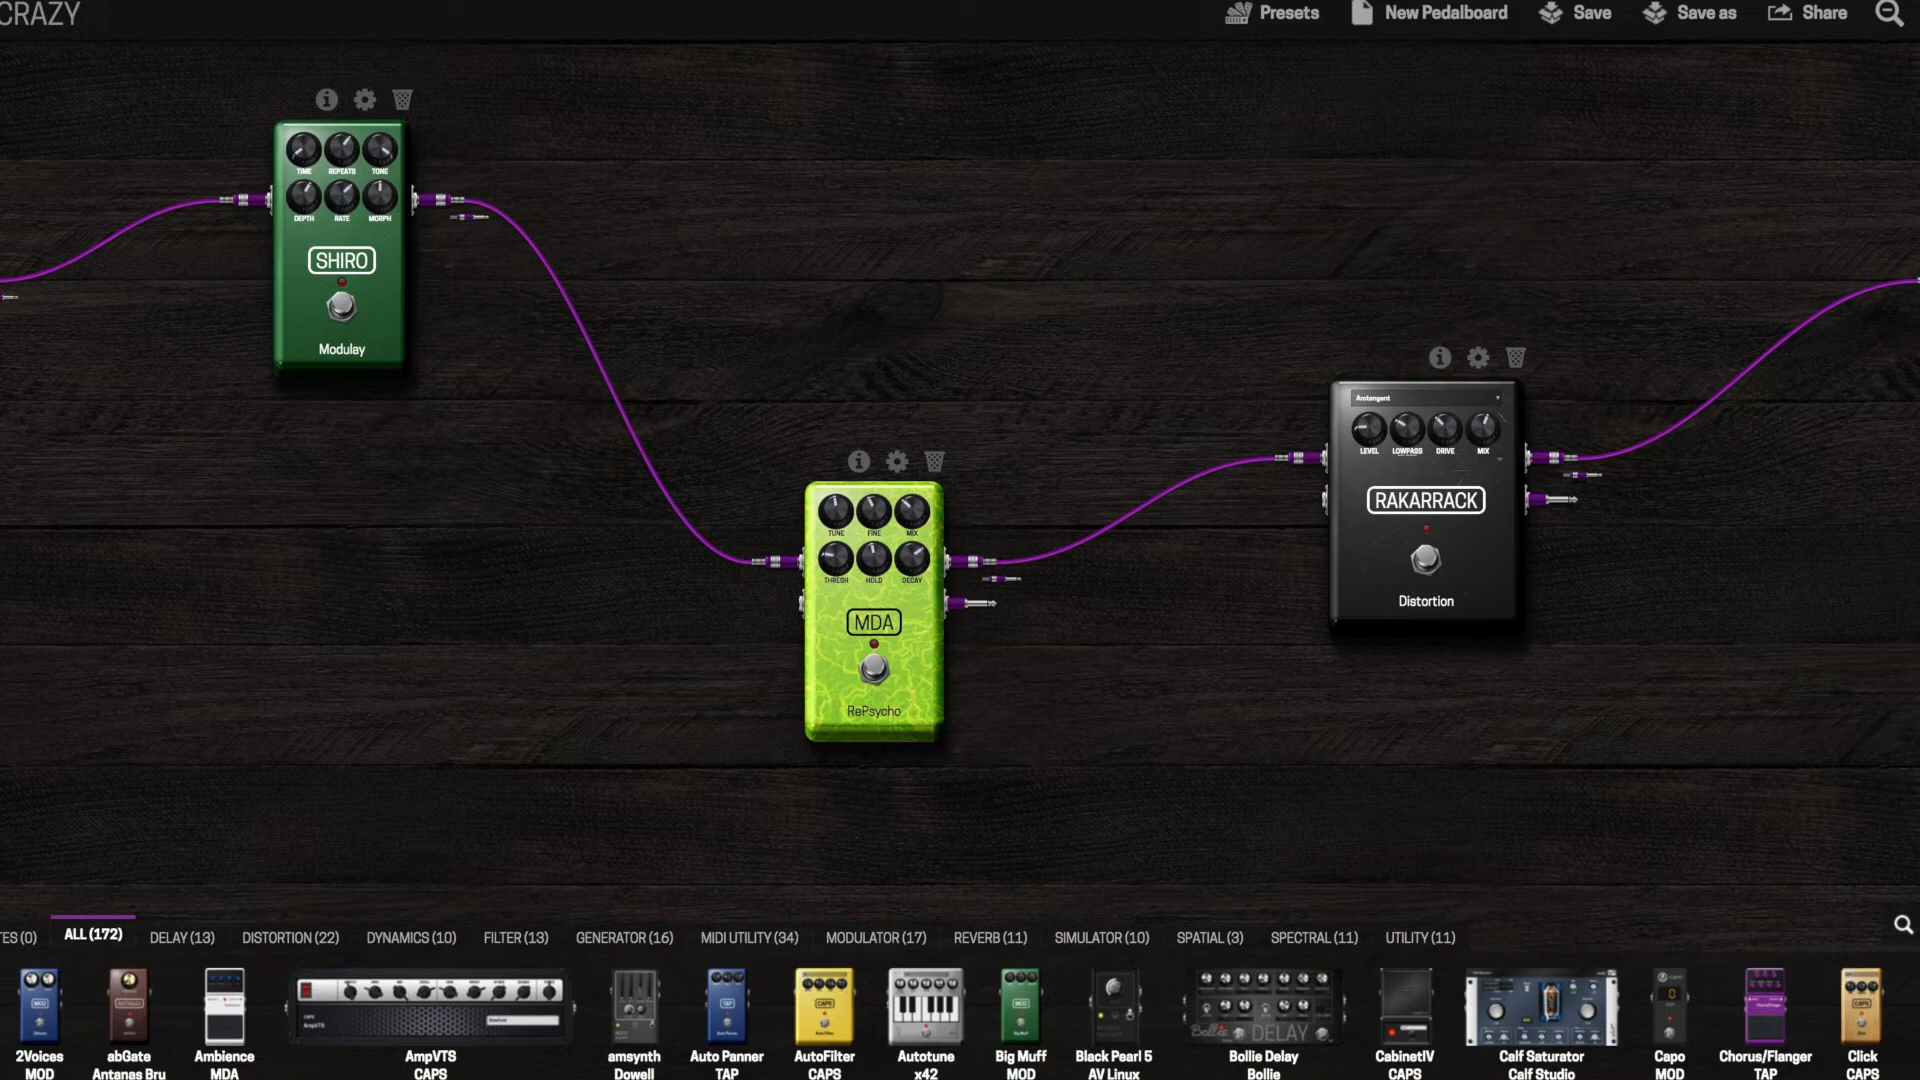 CRAZY
Presets
New Pedalboard
Save
Save as
Share
TIME REPEATS TONE
DEPTH RATE MORPH
SHIRO
Modulay
TUNE FINE MIX
THRESH HOLD DECAY
MDA
RePsycho
Arctangent
LEVEL LOWPASS DRIVE MIX
RAKARRACK
Distortion
TES (0) ALL (172) DELAY (13) DISTORTION (22) DYNAMICS (10) FILTER (13) GENERATOR (16) MIDI UTILITY (34) MODULATOR (17) REVERB (11) SIMULATOR (10) SPATIAL (3) SPECTRAL (11) UTILITY (11)
2Voices
MOD
abGate
Antanas Bru
Ambience
MDA
AmpVTS
CAPS
amsynth
Dowell
Auto Panner
TAP
AutoFilter
CAPS
Autotune
x42
Big Muff
MOD
Black Pearl 5
AV Linux
Bollie DELAY
Bollie Delay
Bollie
CabinetIV
CAPS
Calf Saturator
Calf Studio
Capo
MOD
Chorus/Flanger
TAP
Click
CAPS